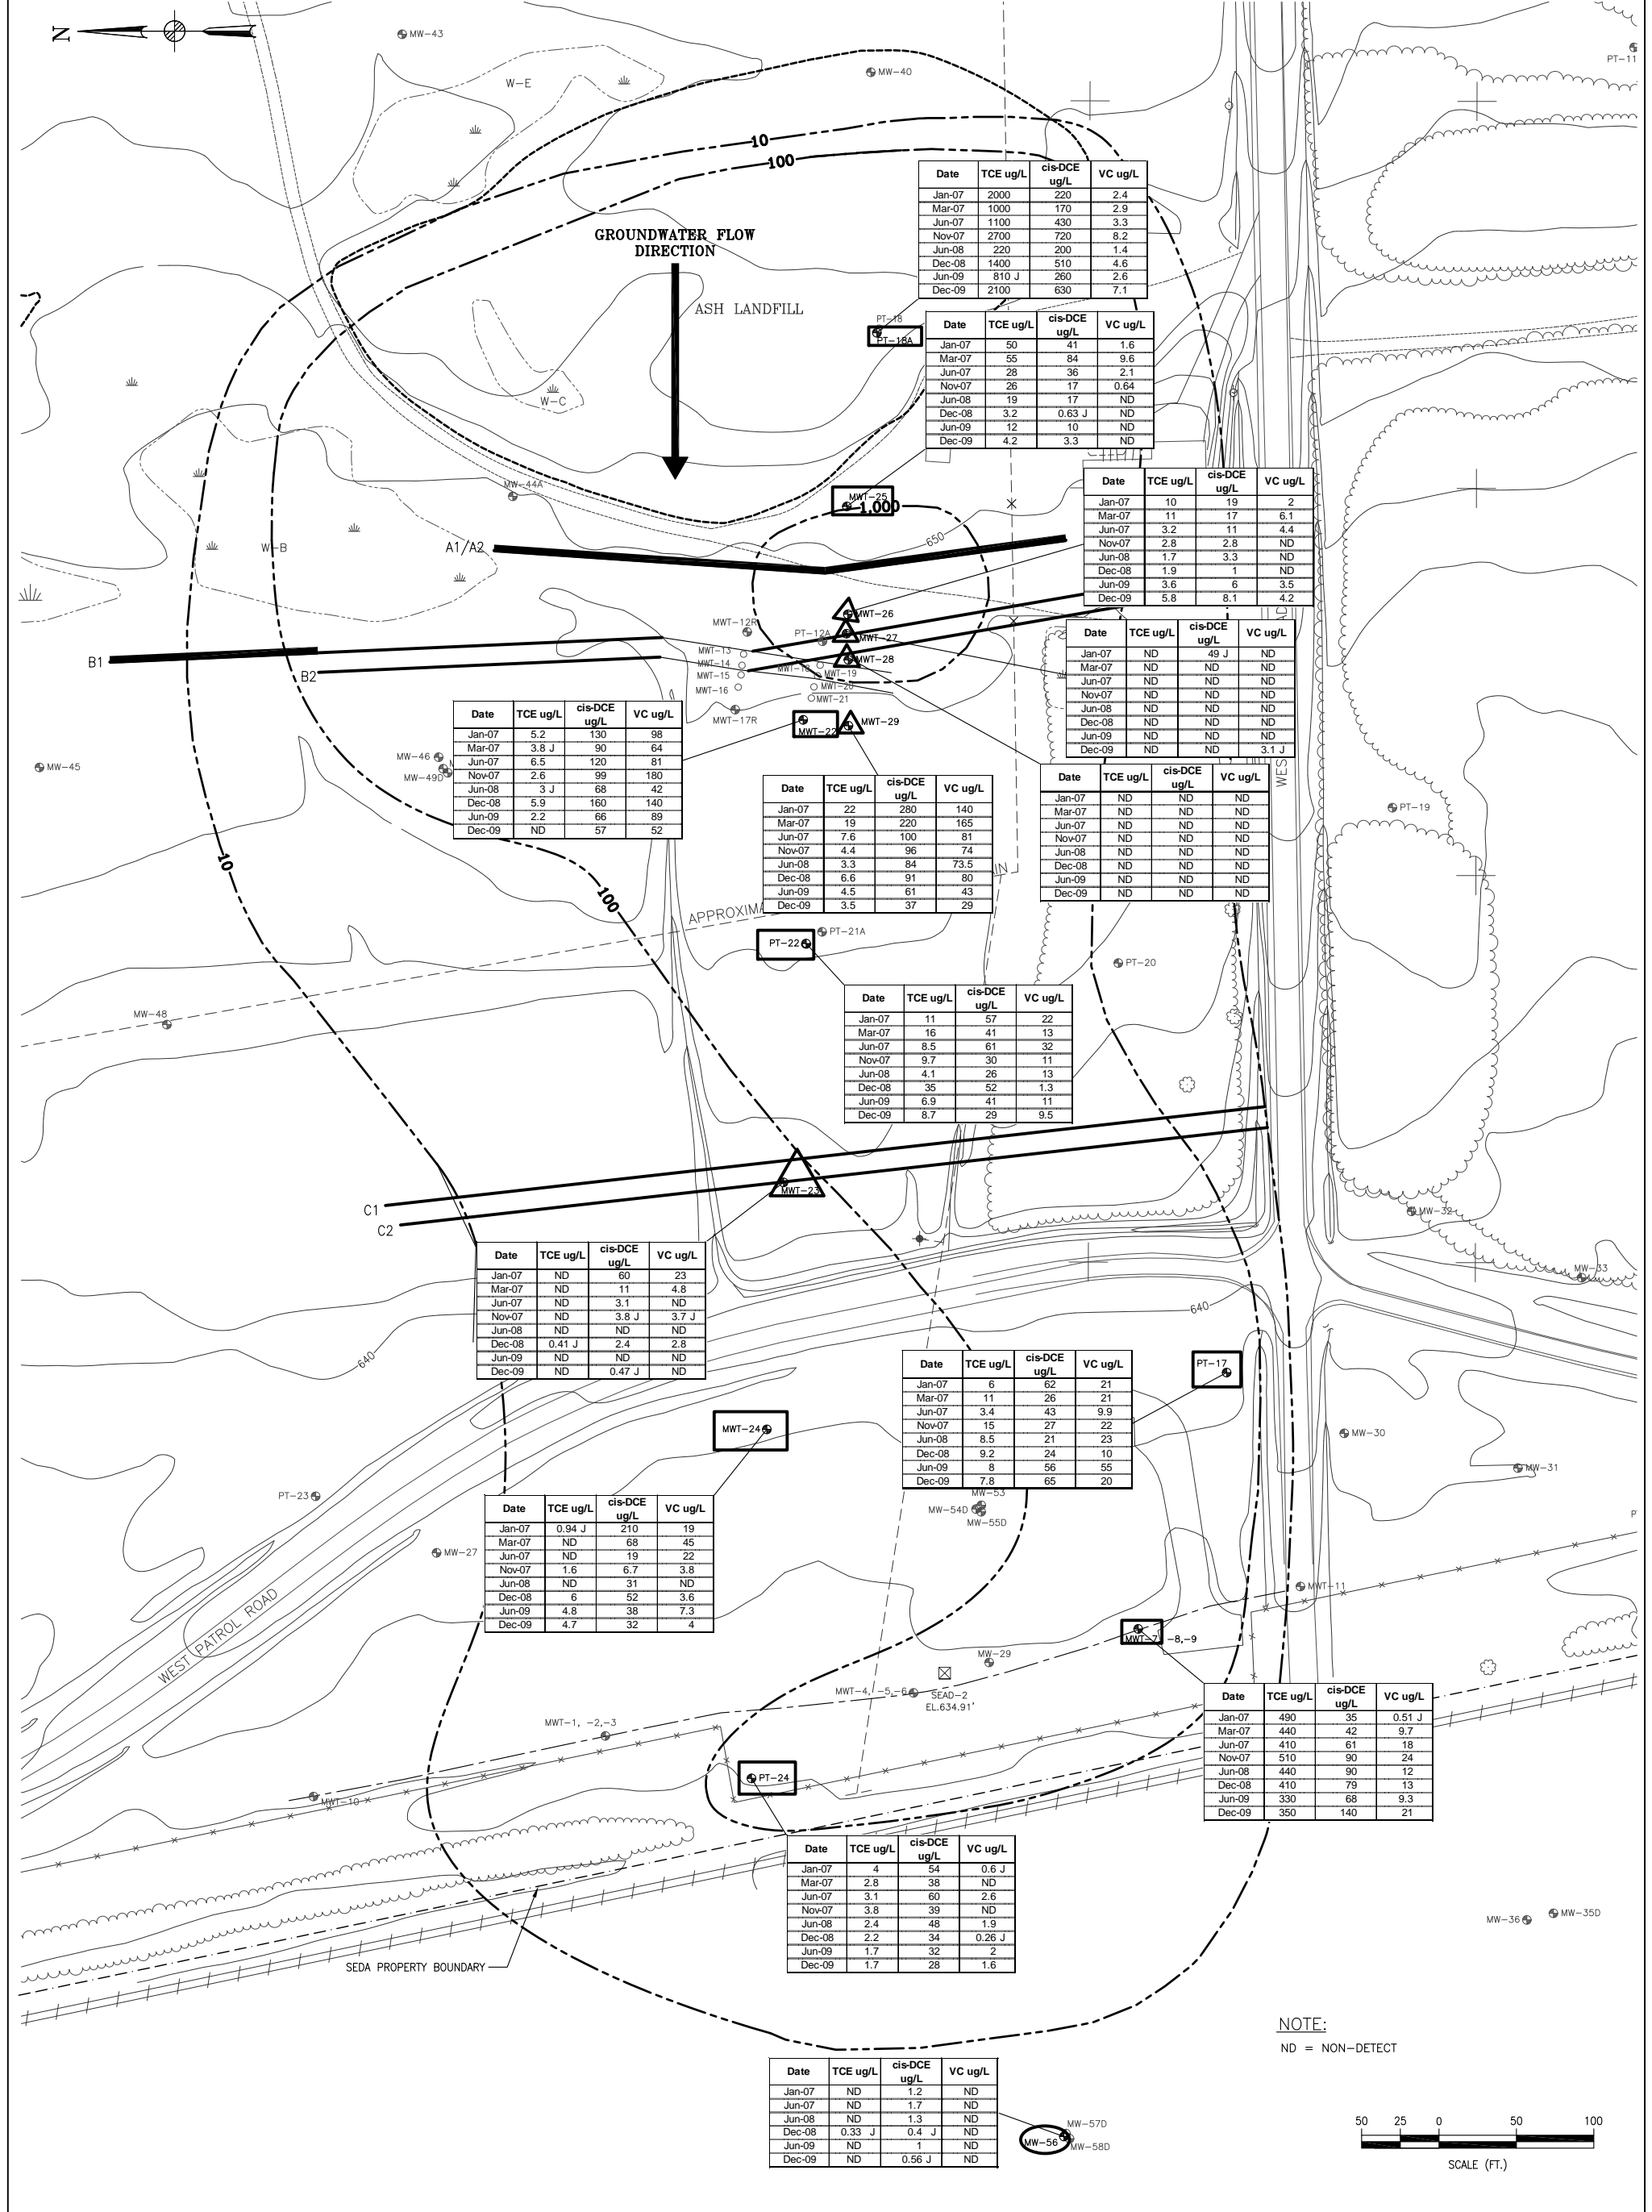 N
MW-43
MW-40
PT-11
W-E
10
100
GROUNDWATER FLOW
DIRECTION
ASH LANDFILL
Date TCE ug/L cis-DCE ug/L VC ug/L
Jan-07 2000 220 2.4
Mar-07 1000 170 2.9
Jun-07 1100 430 3.3
Nov-07 2700 720 8.2
Jun-08 220 200 1.4
Dec-08 1400 510 4.6
Jun-09 810 J 260 2.6
Dec-09 2100 630 7.1
PT-18
PT-18A
Date TCE ug/L cis-DCE ug/L VC ug/L
Jan-07 50 41 1.6
Mar-07 55 84 9.6
Jun-07 28 36 2.1
Nov-07 26 17 0.64
Jun-08 19 17 ND
Dec-08 3.2 0.63 J ND
Jun-09 12 10 ND
Dec-09 4.2 3.3 ND
W-C
MW-44A
MWT-25
1,000
W-B
A1/A2
650
Date TCE ug/L cis-DCE ug/L VC ug/L
Jan-07 10 19 2
Mar-07 11 17 6.1
Jun-07 3.2 11 4.4
Nov-07 2.8 2.8 ND
Jun-08 1.7 3.3 ND
Dec-08 1.9 1 ND
Jun-09 3.6 6 3.5
Dec-09 5.8 8.1 4.2
MWT-26
MWT-12R
PT-12A
MWT-27
MWT-13
MWT-28
B1
MWT-14
MWT-18
B2
MWT-15
MWT-19
MWT-16
MWT-20
MWT-21
MWT-17R
MWT-22
MWT-29
Date TCE ug/L cis-DCE ug/L VC ug/L
Jan-07 ND 49 J ND
Mar-07 ND ND ND
Jun-07 ND ND ND
Nov-07 ND ND ND
Jun-08 ND ND ND
Dec-08 ND ND ND
Jun-09 ND ND ND
Dec-09 ND ND 3.1 J
WES
AD
Date TCE ug/L cis-DCE ug/L VC ug/L
Jan-07 5.2 130 98
Mar-07 3.8 J 90 64
Jun-07 6.5 120 81
Nov-07 2.6 99 180
Jun-08 3 J 68 42
Dec-08 5.9 160 140
Jun-09 2.2 66 89
Dec-09 ND 57 52
MW-45
MW-46
MW-49D
Date TCE ug/L cis-DCE ug/L VC ug/L
Jan-07 22 280 140
Mar-07 19 220 165
Jun-07 7.6 100 81
Nov-07 4.4 96 74
Jun-08 3.3 84 73.5
Dec-08 6.6 91 80
Jun-09 4.5 61 43
Dec-09 3.5 37 29
Date TCE ug/L cis-DCE ug/L VC ug/L
Jan-07 ND ND ND
Mar-07 ND ND ND
Jun-07 ND ND ND
Nov-07 ND ND ND
Jun-08 ND ND ND
Dec-08 ND ND ND
Jun-09 ND ND ND
Dec-09 ND ND ND
PT-19
10
100
APPROXIMA
IN
PT-21A
PT-22
PT-20
MW-48
Date TCE ug/L cis-DCE ug/L VC ug/L
Jan-07 11 57 22
Mar-07 16 41 13
Jun-07 8.5 61 32
Nov-07 9.7 30 11
Jun-08 4.1 26 13
Dec-08 35 52 1.3
Jun-09 6.9 41 11
Dec-09 8.7 29 9.5
C1
C2
MWT-23
MW-32
MW-33
Date TCE ug/L cis-DCE ug/L VC ug/L
Jan-07 ND 60 23
Mar-07 ND 11 4.8
Jun-07 ND 3.1 ND
Nov-07 ND 3.8 J 3.7 J
Jun-08 ND ND ND
Dec-08 0.41 J 2.4 2.8
Jun-09 ND ND ND
Dec-09 ND 0.47 J ND
640
640
Date TCE ug/L cis-DCE ug/L VC ug/L
Jan-07 6 62 21
Mar-07 11 26 21
Jun-07 3.4 43 9.9
Nov-07 15 27 22
Jun-08 8.5 21 23
Dec-08 9.2 24 10
Jun-09 8 56 55
Dec-09 7.8 65 20
PT-17
MWT-24
MW-30
MW-31
PT-23
MW-53
MW-54D
MW-55D
MW-27
Date TCE ug/L cis-DCE ug/L VC ug/L
Jan-07 0.94 J 210 19
Mar-07 ND 68 45
Jun-07 ND 19 22
Nov-07 1.6 6.7 3.8
Jun-08 ND 31 ND
Dec-08 6 52 3.6
Jun-09 4.8 38 7.3
Dec-09 4.7 32 4
WEST PATROL ROAD
MWT-11
MWT-7, -8,-9
MW-29
MWT-4, -5,-6
SEAD-2
EL.634.91'
MWT-1, -2,-3
MWT-10
PT-24
Date TCE ug/L cis-DCE ug/L VC ug/L
Jan-07 490 35 0.51 J
Mar-07 440 42 9.7
Jun-07 410 61 18
Nov-07 510 90 24
Jun-08 440 90 12
Dec-08 410 79 13
Jun-09 330 68 9.3
Dec-09 350 140 21
Date TCE ug/L cis-DCE ug/L VC ug/L
Jan-07 4 54 0.6 J
Mar-07 2.8 38 ND
Jun-07 3.1 60 2.6
Nov-07 3.8 39 ND
Jun-08 2.4 48 1.9
Dec-08 2.2 34 0.26 J
Jun-09 1.7 32 2
Dec-09 1.7 28 1.6
SEDA PROPERTY BOUNDARY
MW-36
MW-35D
NOTE:
ND = NON-DETECT
Date TCE ug/L cis-DCE ug/L VC ug/L
Jan-07 ND 1.2 ND
Jun-07 ND 1.7 ND
Jun-08 ND 1.3 ND
Dec-08 0.33 J 0.4 J ND
Jun-09 ND 1 ND
Dec-09 ND 0.56 J ND
MW-57D
MW-56
MW-58D
50 25 0 50 100
SCALE (FT.)